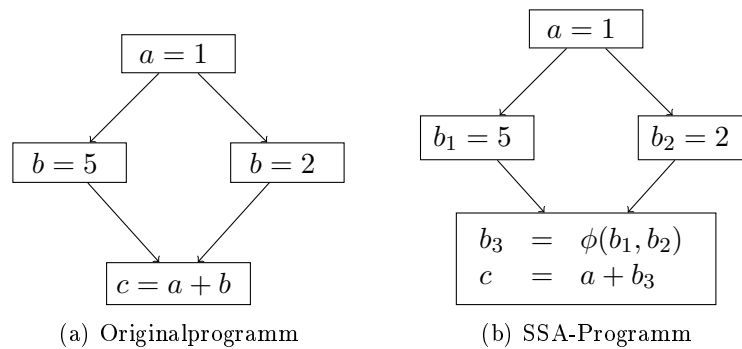 a = 1
b = 5
b = 2
c = a + b
(a) Originalprogramm
a = 1
b₁ = 5
b₂ = 2
b₃ = ϕ(b₁, b₂)
c = a + b₃
(b) SSA-Programm